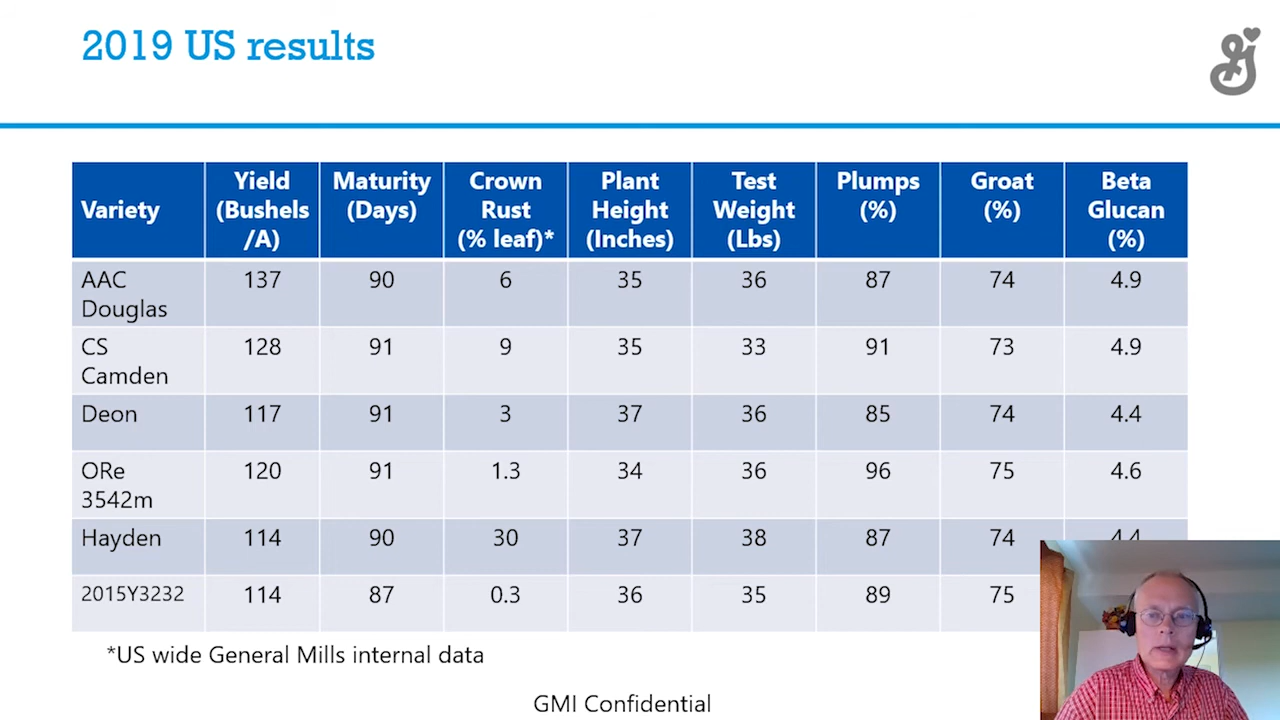 2019 US results
Variety
Yield (Bushels /A)
Maturity (Days)
Crown Rust (% leaf)*
Plant Height (Inches)
Test Weight (Lbs)
Plumps (%)
Groat (%)
Beta Glucan (%)
AAC Douglas 137 90 6 35 36 87 74 4.9
CS Camden 128 91 9 35 33 91 73 4.9
Deon 117 91 3 37 36 85 74 4.4
ORe 3542m 120 91 1.3 34 36 96 75 4.6
Hayden 114 90 30 37 38 87 74 4.4
2015Y3232 114 87 0.3 36 35 89 75
*US wide General Mills internal data
GMI Confidential